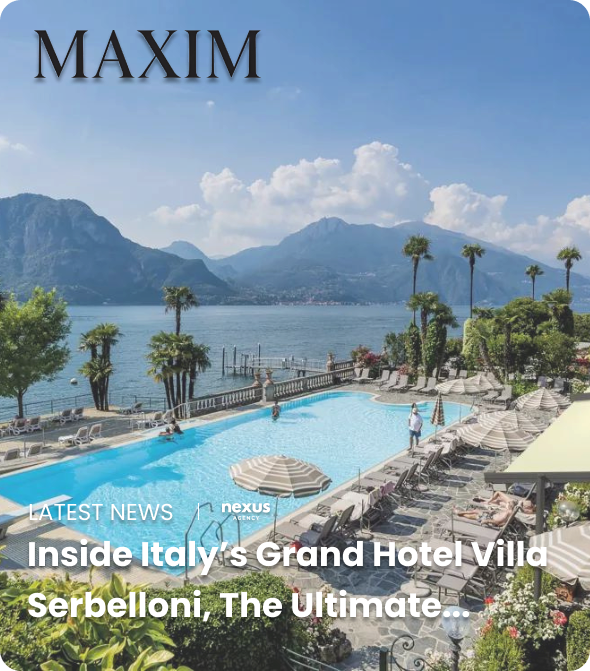 MAXIM
LATEST NEWS | nexus
AGENCY
Inside Italy’s Grand Hotel Villa
Serbelloni, The Ultimate...